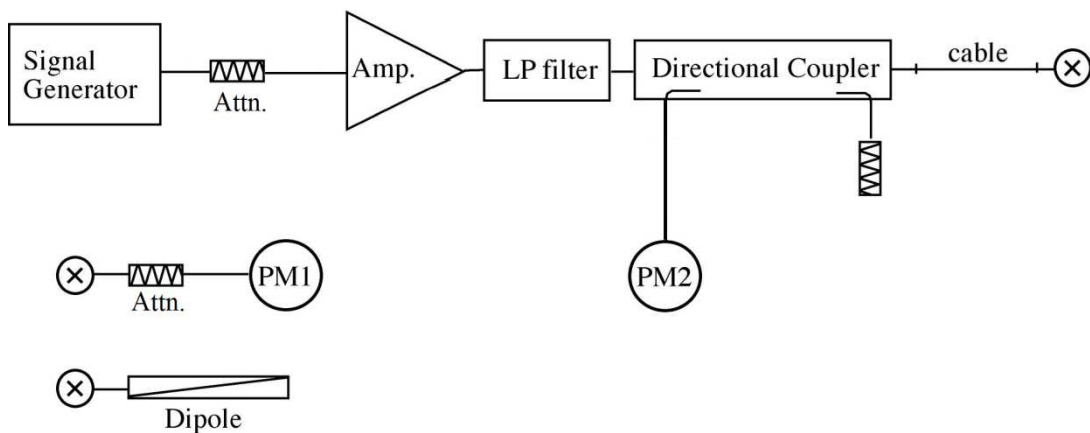 Signal
Generator
Attn.
Amp.
LP filter
Directional Coupler
cable
PM1
Attn.
PM2
Dipole